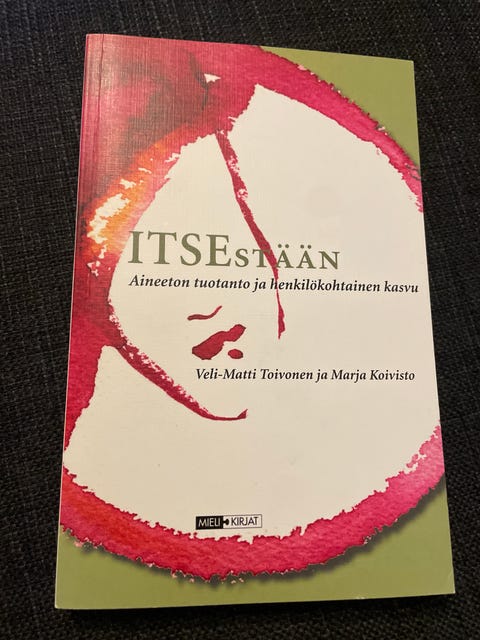 ITSEstÄÄn
Aineeton tuotanto ja henkilökohtainen kasvu
Veli-Matti Toivonen ja Marja Koivisto
MIELI KIRJAT